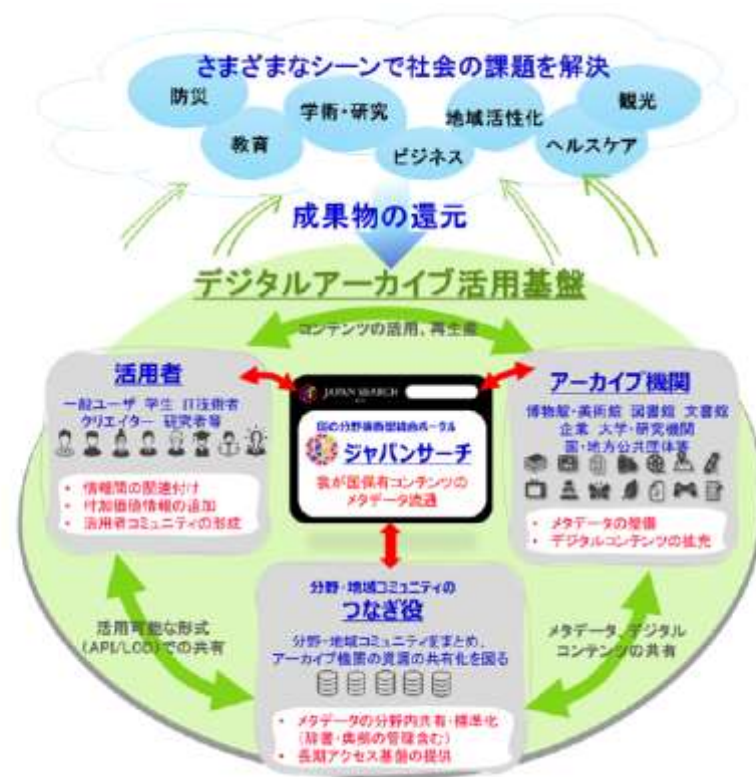 さまざまなシーンで社会の課題を解決
防災
教育
学術・研究
ビジネス
地域活性化
ヘルスケア
観光
成果物の還元
デジタルアーカイブ活用基盤
コンテンツの活用、再生産
活用者
一般ユーザ 学生 IT技術者
クリエイター 研究者等
・情報間の関連付け
・付加価値情報の追加
・活用者コミュニティの形成
JAPAN SEARCH
国の分野横断型統合ポータル
ジャパンサーチ
我が国保有コンテンツの
メタデータ流通
アーカイブ機関
博物館・美術館 図書館 文書館
企業 大学・研究機関
国・地方公共団体等
・メタデータの整備
・デジタルコンテンツの拡充
分野・地域コミュニティの
つなぎ役
分野・地域コミュニティをまとめ、
アーカイブ機関の資源の共有化を図る
・メタデータの分野内共有・標準化
(辞書・典拠の管理含む)
・長期アクセス基盤の提供
活用可能な形式
(API/LOD)での共有
メタデータ、デジタル
コンテンツの共有